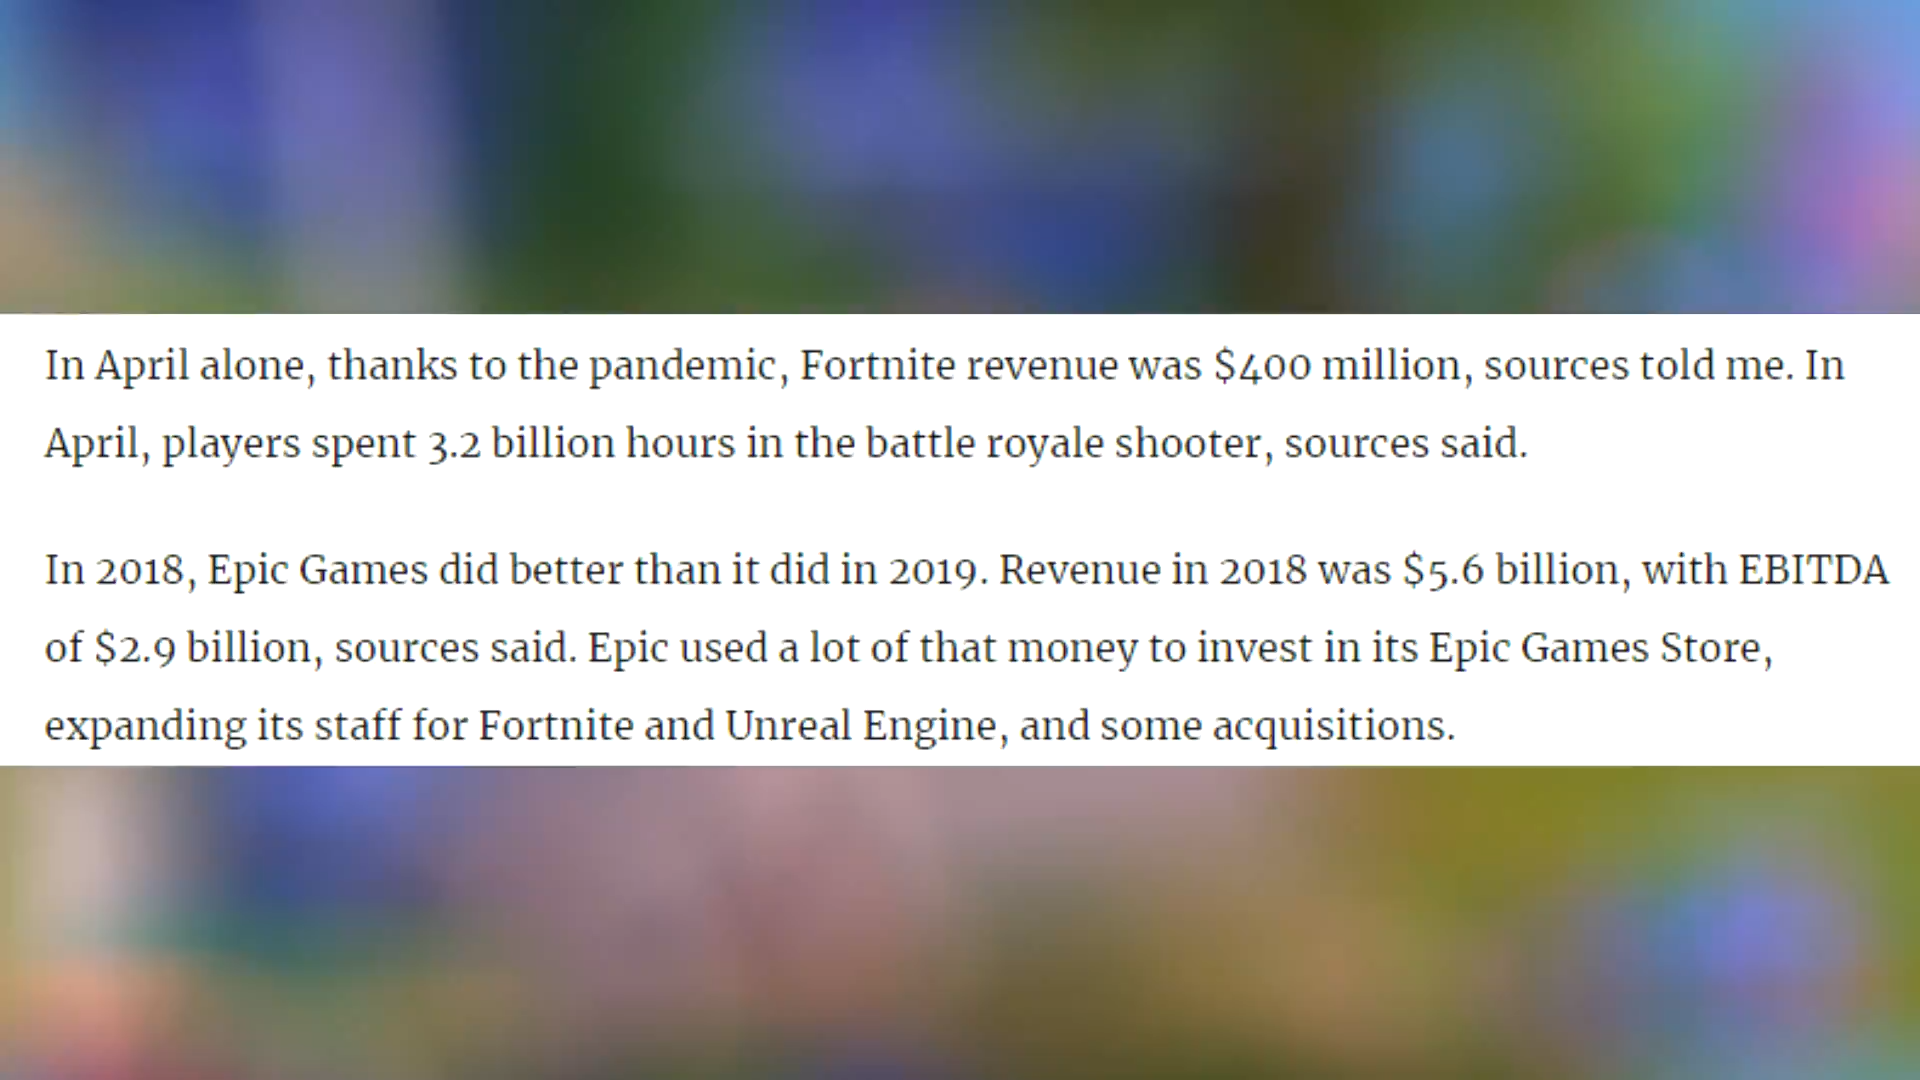 In April alone, thanks to the pandemic, Fortnite revenue was $400 million, sources told me. In
April, players spent 3.2 billion hours in the battle royale shooter, sources said.
In 2018, Epic Games did better than it did in 2019. Revenue in 2018 was $5.6 billion, with EBITDA
of $2.9 billion, sources said. Epic used a lot of that money to invest in its Epic Games Store,
expanding its staff for Fortnite and Unreal Engine, and some acquisitions.